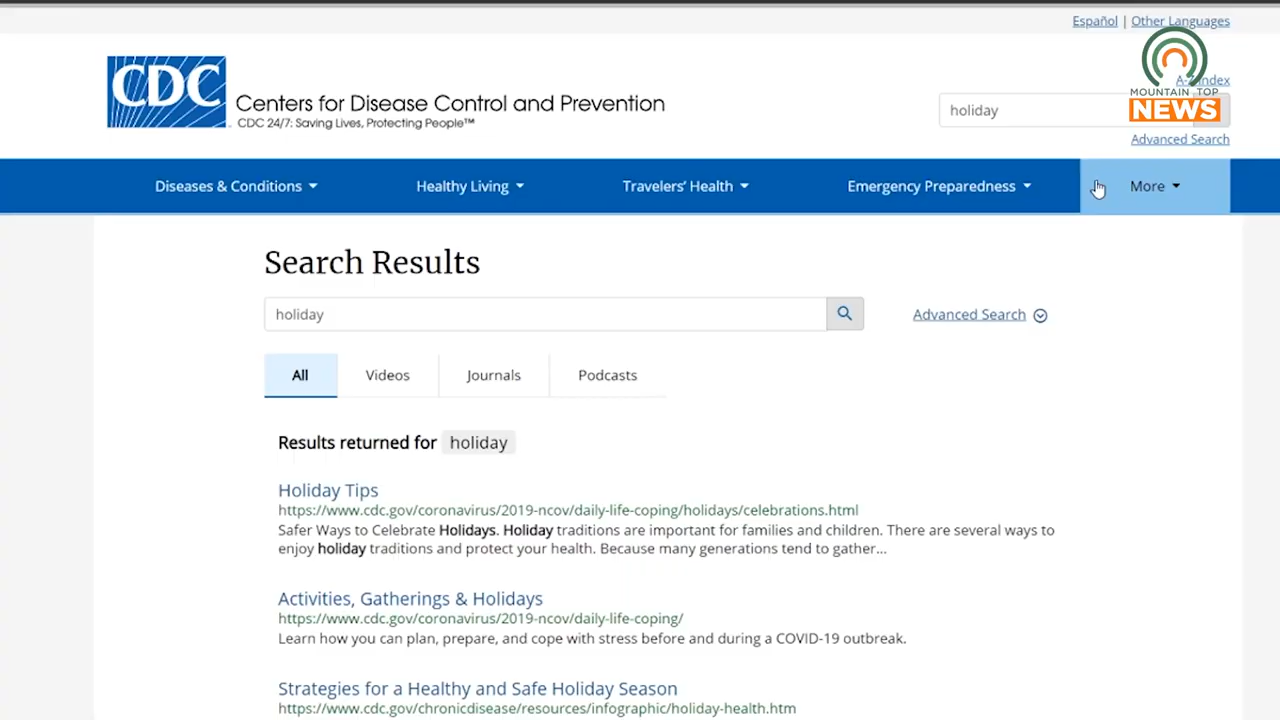 Español | Other Languages
CDC
Centers for Disease Control and Prevention
CDC 24/7: Saving Lives, Protecting People™
A-Z Index
MOUNTAIN TOP
NEWS
holiday
Advanced Search
Diseases & Conditions
Healthy Living
Travelers' Health
Emergency Preparedness
More
Search Results
holiday
Advanced Search
All
Videos
Journals
Podcasts
Results returned for holiday
Holiday Tips
https://www.cdc.gov/coronavirus/2019-ncov/daily-life-coping/holidays/celebrations.html
Safer Ways to Celebrate Holidays. Holiday traditions are important for families and children. There are several ways to
enjoy holiday traditions and protect your health. Because many generations tend to gather...
Activities, Gatherings & Holidays
https://www.cdc.gov/coronavirus/2019-ncov/daily-life-coping/
Learn how you can plan, prepare, and cope with stress before and during a COVID-19 outbreak.
Strategies for a Healthy and Safe Holiday Season
https://www.cdc.gov/chronicdisease/resources/infographic/holiday-health.htm